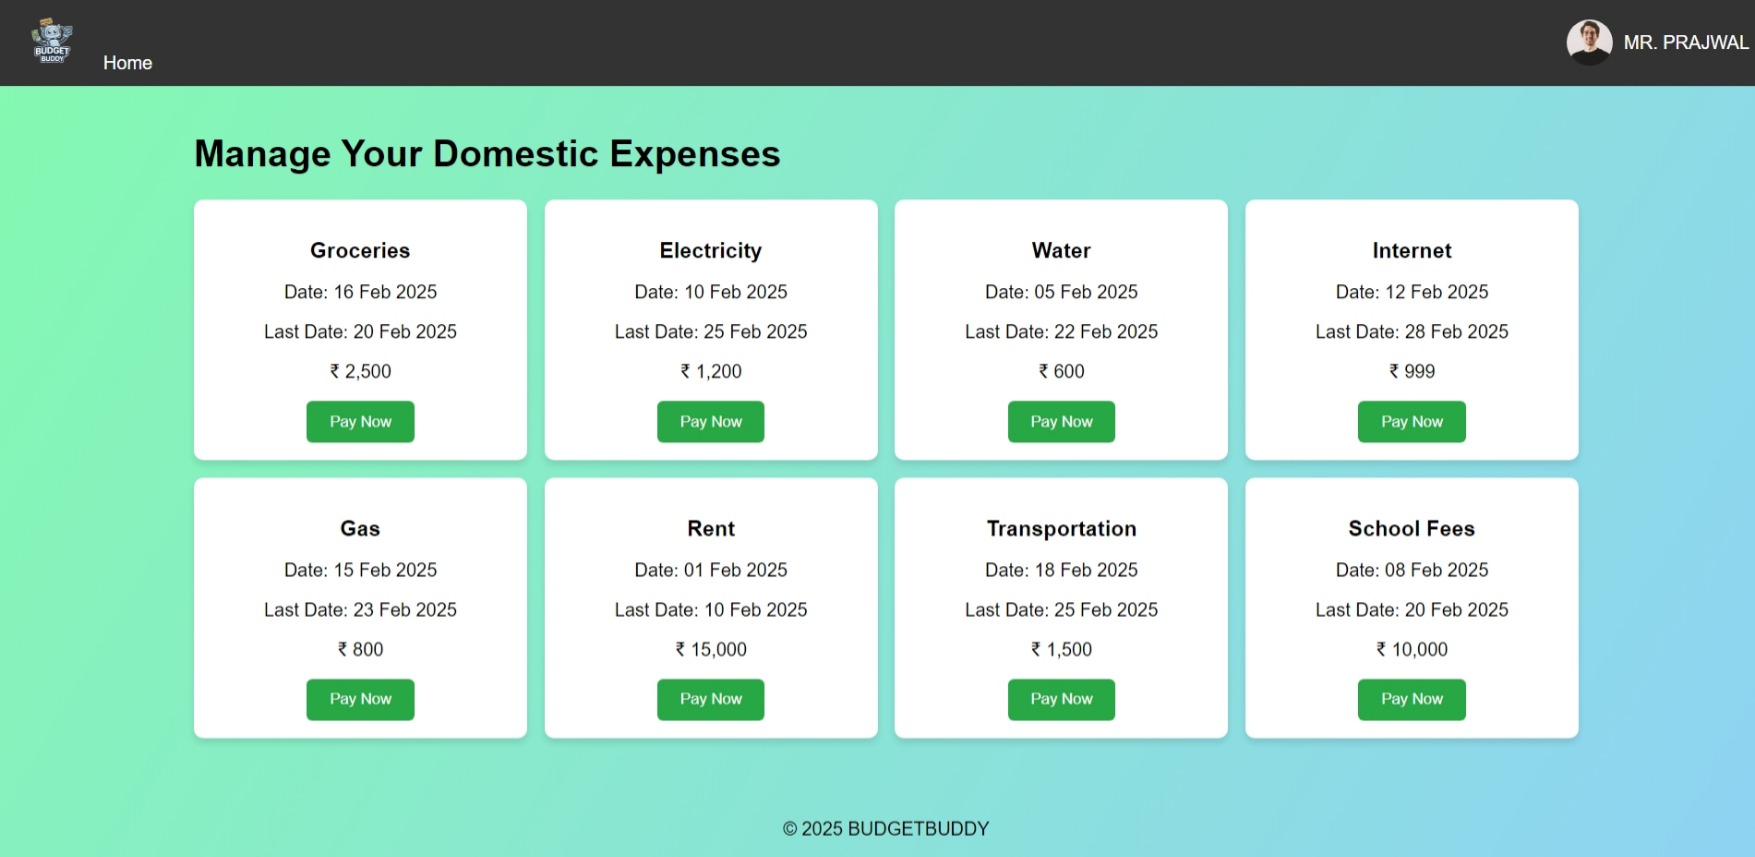 BUDGET
BUDDY
Home
MR. PRAJWAL
Manage Your Domestic Expenses
Groceries
Date: 16 Feb 2025
Last Date: 20 Feb 2025
₹ 2,500
Pay Now
Electricity
Date: 10 Feb 2025
Last Date: 25 Feb 2025
₹ 1,200
Pay Now
Water
Date: 05 Feb 2025
Last Date: 22 Feb 2025
₹ 600
Pay Now
Internet
Date: 12 Feb 2025
Last Date: 28 Feb 2025
₹ 999
Pay Now
Gas
Date: 15 Feb 2025
Last Date: 23 Feb 2025
₹ 800
Pay Now
Rent
Date: 01 Feb 2025
Last Date: 10 Feb 2025
₹ 15,000
Pay Now
Transportation
Date: 18 Feb 2025
Last Date: 25 Feb 2025
₹ 1,500
Pay Now
School Fees
Date: 08 Feb 2025
Last Date: 20 Feb 2025
₹ 10,000
Pay Now
© 2025 BUDGETBUDDY